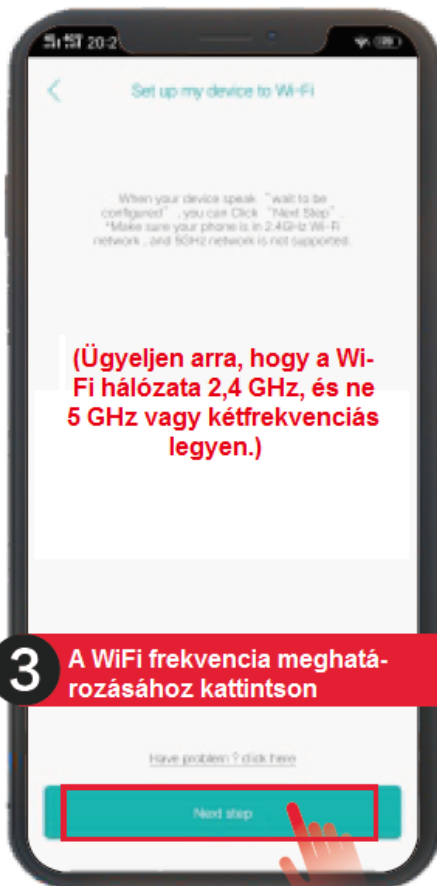 20:2
Set up my device to Wi-Fi
When your device speak "wait to be
configured" , you can Click "Next Step" .
*Make sure your phone is in 2.4GHz Wi-Fi
network , and 5GHz network is not supported.
(Ügyeljen arra, hogy a Wi-
Fi hálózata 2,4 GHz, és ne
5 GHz vagy kétfrekvenciás
legyen.)
3
A WiFi frekvencia meghatá-
rozásához kattintson
Have problem ? click here
Next step